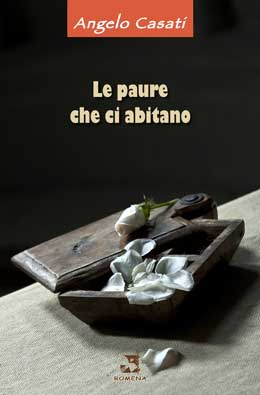 Angelo Casati
Le paure
che ci abitano
ROMENA